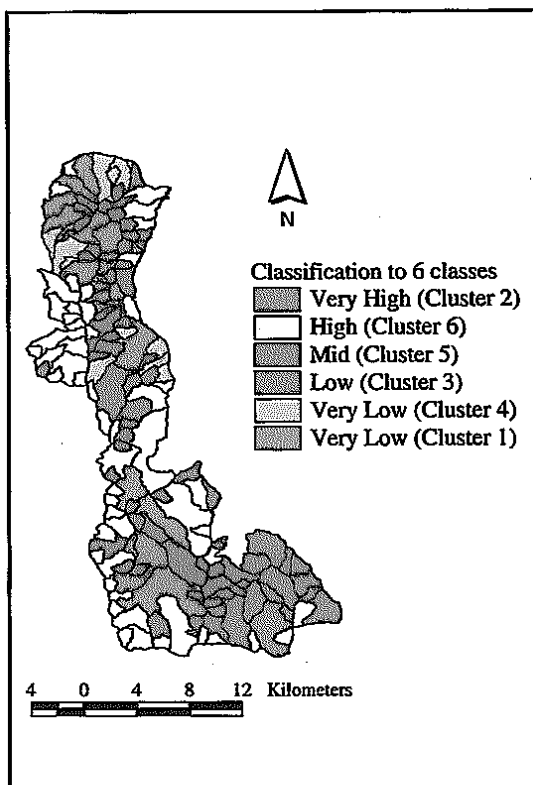 N
Classification to 6 classes
Very High (Cluster 2)
High (Cluster 6)
Mid (Cluster 5)
Low (Cluster 3)
Very Low (Cluster 4)
Very Low (Cluster 1)
4 0 4 8 12 Kilometers